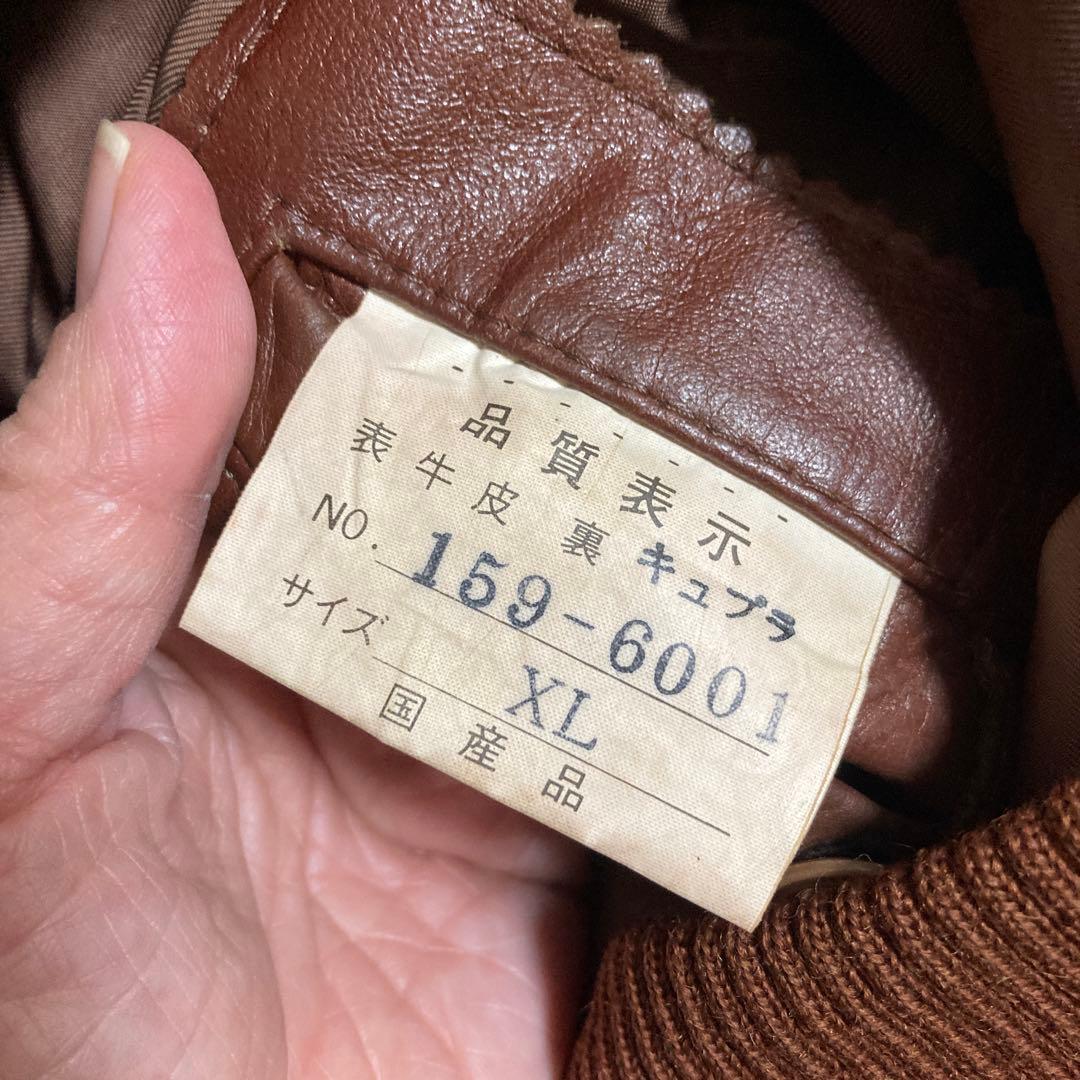 品質表示
表牛皮裏キュプラ
NO. 159-6001
サイズ XL
国産品